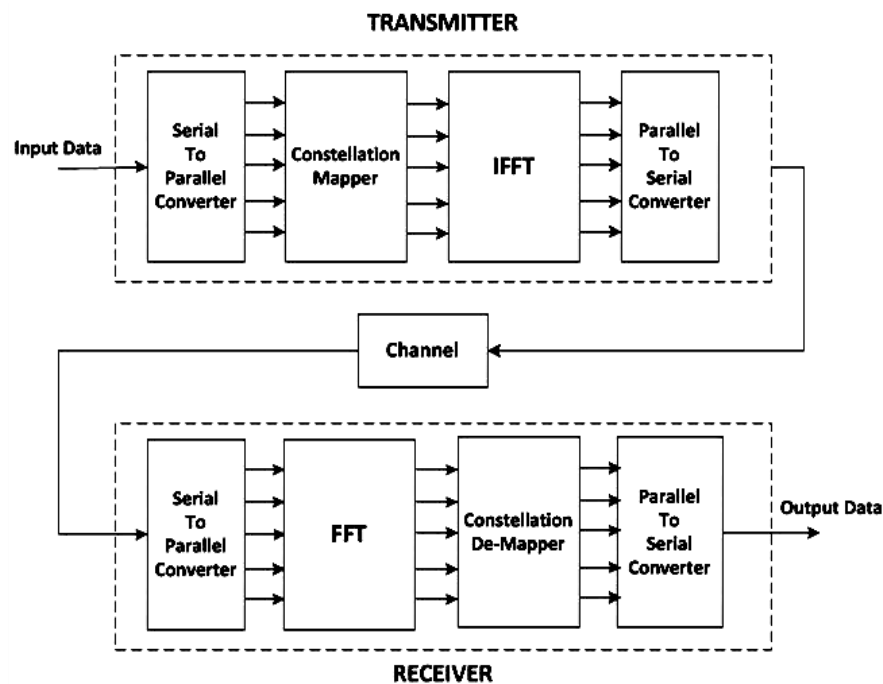 TRANSMITTER
Input Data
Serial
To
Parallel
Converter
Constellation
Mapper
IFFT
Parallel
To
Serial
Converter
Channel
Serial
To
Parallel
Converter
FFT
Constellation
De-Mapper
Parallel
To
Serial
Converter
Output Data
RECEIVER